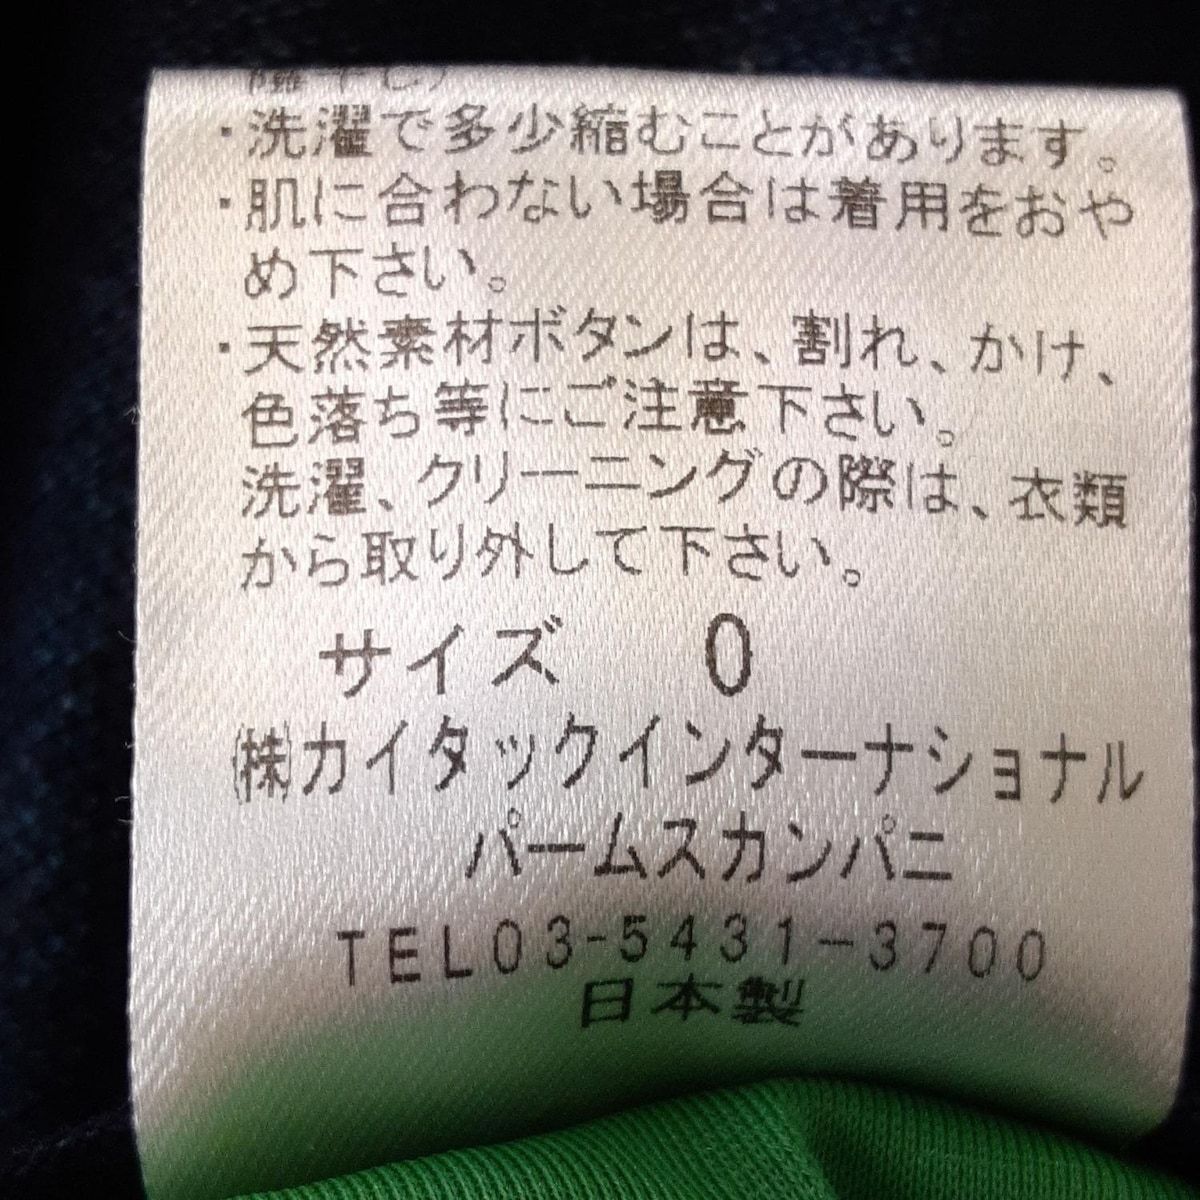 陰干し)
・洗濯で多少縮むことがあります。
・肌に合わない場合は着用をおや
め下さい。
・天然素材ボタンは、割れ、かけ、
色落ち等にご注意下さい。
洗濯、クリーニングの際は、衣類
から取り外して下さい。
サイズ 0
㈱カイタックインターナショナル
パームスカンパニ
TEL03-5431-3700
日本製